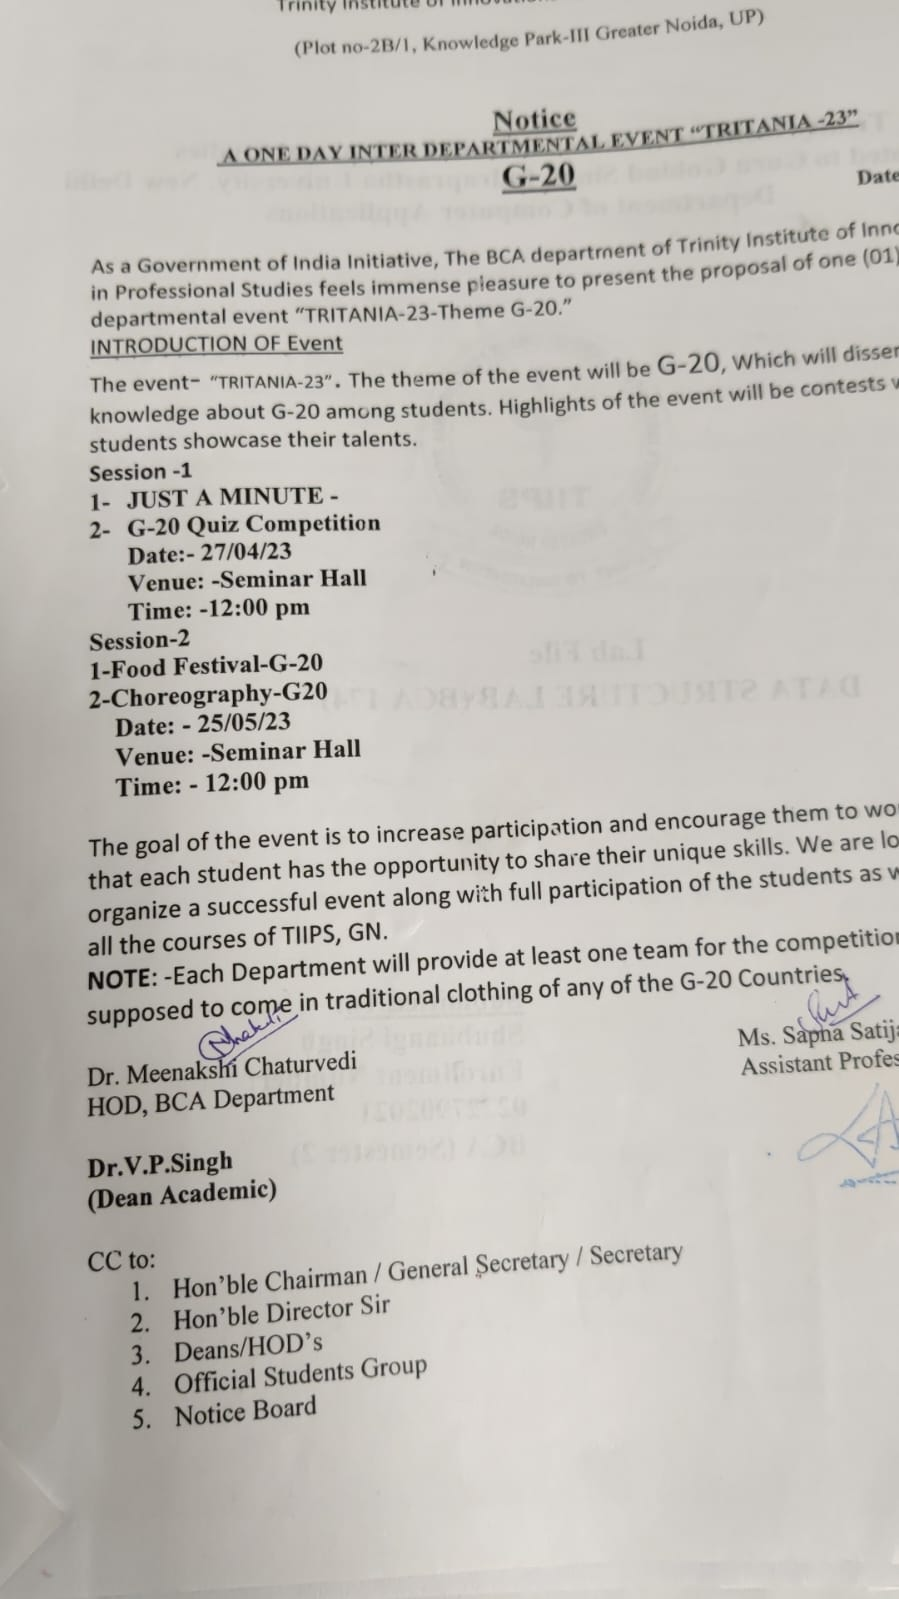 Trinity Institute of
(Plot no-2B/1, Knowledge Park-III Greater Noida, UP)
Notice
A ONE DAY INTER DEPARTMENTAL EVENT “TRITANIA -23”
G-20
Date
As a Government of India Initiative, The BCA department of Trinity Institute of Inno
in Professional Studies feels immense pleasure to present the proposal of one (01)
departmental event “TRITANIA-23-Theme G-20.”
INTRODUCTION OF Event
The event- “TRITANIA-23”. The theme of the event will be G-20, Which will disser
knowledge about G-20 among students. Highlights of the event will be contests w
students showcase their talents.
Session -1
1- JUST A MINUTE -
2- G-20 Quiz Competition
Date:- 27/04/23
Venue: -Seminar Hall
Time: -12:00 pm
Session-2
1-Food Festival-G-20
2-Choreography-G20
Date: - 25/05/23
Venue: -Seminar Hall
Time: - 12:00 pm
The goal of the event is to increase participation and encourage them to wo
that each student has the opportunity to share their unique skills. We are lo
organize a successful event along with full participation of the students as w
all the courses of TIIPS, GN.
NOTE: -Each Department will provide at least one team for the competition
supposed to come in traditional clothing of any of the G-20 Countries.
Dr. Meenakshi Chaturvedi
HOD, BCA Department
Ms. Sapna Satija
Assistant Profes
Dr.V.P.Singh
(Dean Academic)
CC to:
1. Hon’ble Chairman / General Secretary / Secretary
2. Hon’ble Director Sir
3. Deans/HOD’s
4. Official Students Group
5. Notice Board